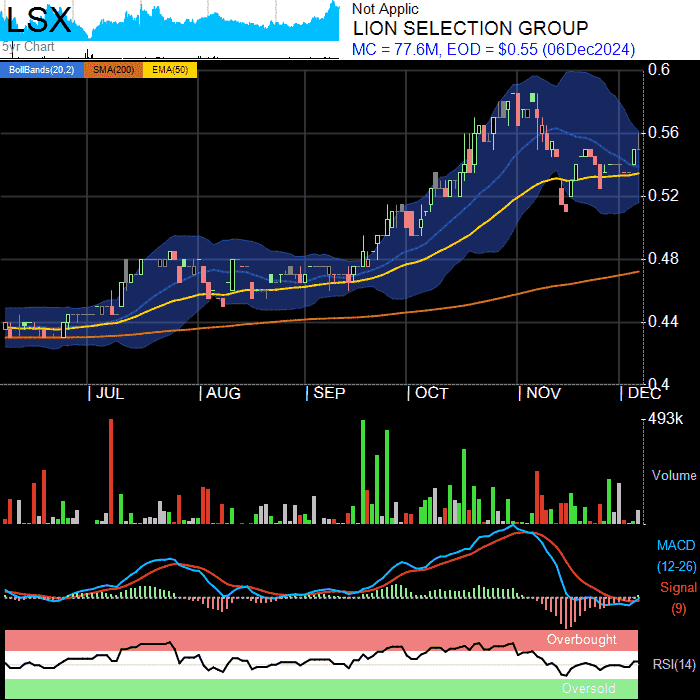 LSX
Not Applic
LION SELECTION GROUP
5yr Chart
MC = 77.6M, EOD = $0.55 (06Dec2024)
BollBands(20,2) SMA(200) EMA(50)
0.6
0.56
0.52
0.48
0.44
0.4
| JUL | AUG | SEP | OCT | NOV | DEC
493k
Volume
MACD
(12-26)
Signal
(9)
Overbought
RSI(14)
Oversold